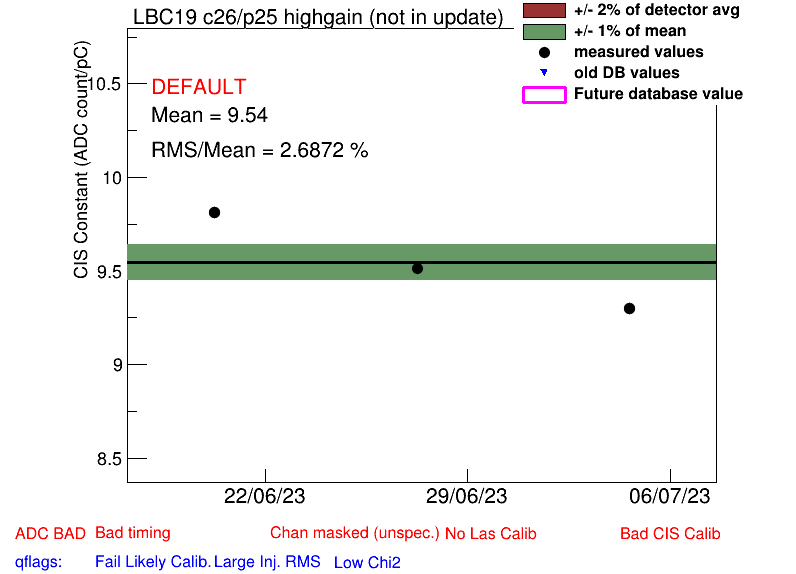 LBC19 c26/p25 highgain (not in update)
+/- 2% of detector avg
+/- 1% of mean
measured values
old DB values
Future database value
CIS Constant (ADC count/pC)
DEFAULT
Mean = 9.54
RMS/Mean = 2.6872 %
10.5
10
9.5
9
8.5
22/06/23 29/06/23 06/07/23
ADC BAD Bad timing Chan masked (unspec.) No Las Calib Bad CIS Calib
qflags: Fail Likely Calib. Large Inj. RMS Low Chi2